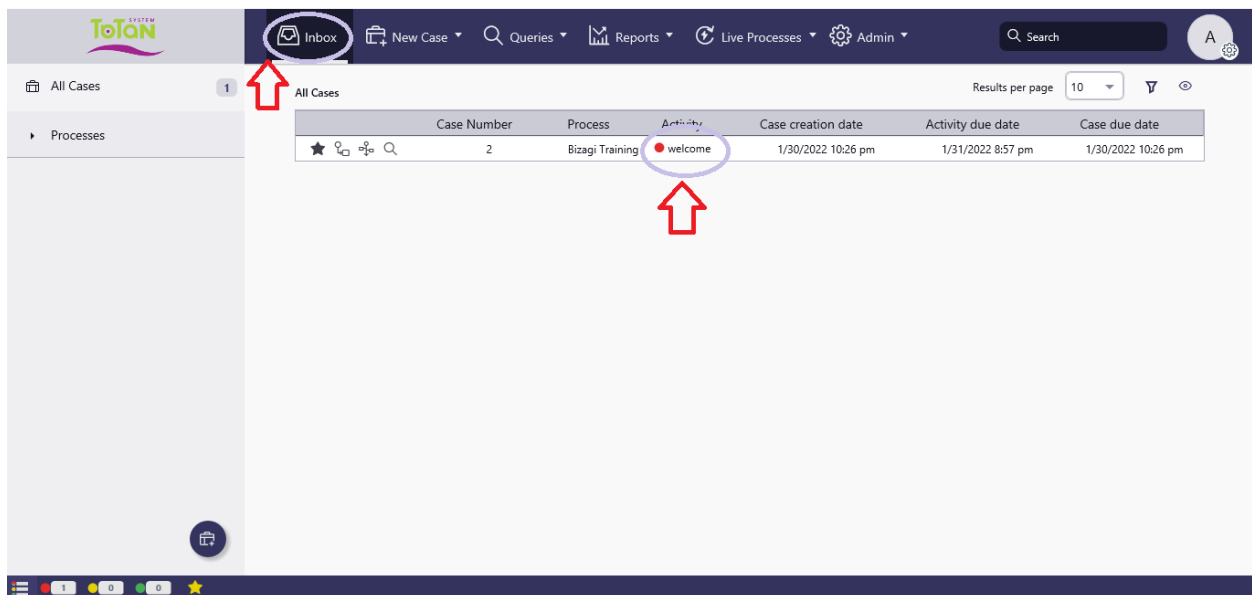 SYSTEM
ToTaN
Inbox New Case Queries Reports Live Processes Admin Search A
All Cases 1
Processes
All Cases Results per page 10
Case Number Process Activity Case creation date Activity due date Case due date
2 Bizagi Training welcome 1/30/2022 10:26 pm 1/31/2022 8:57 pm 1/30/2022 10:26 pm
1 0 0